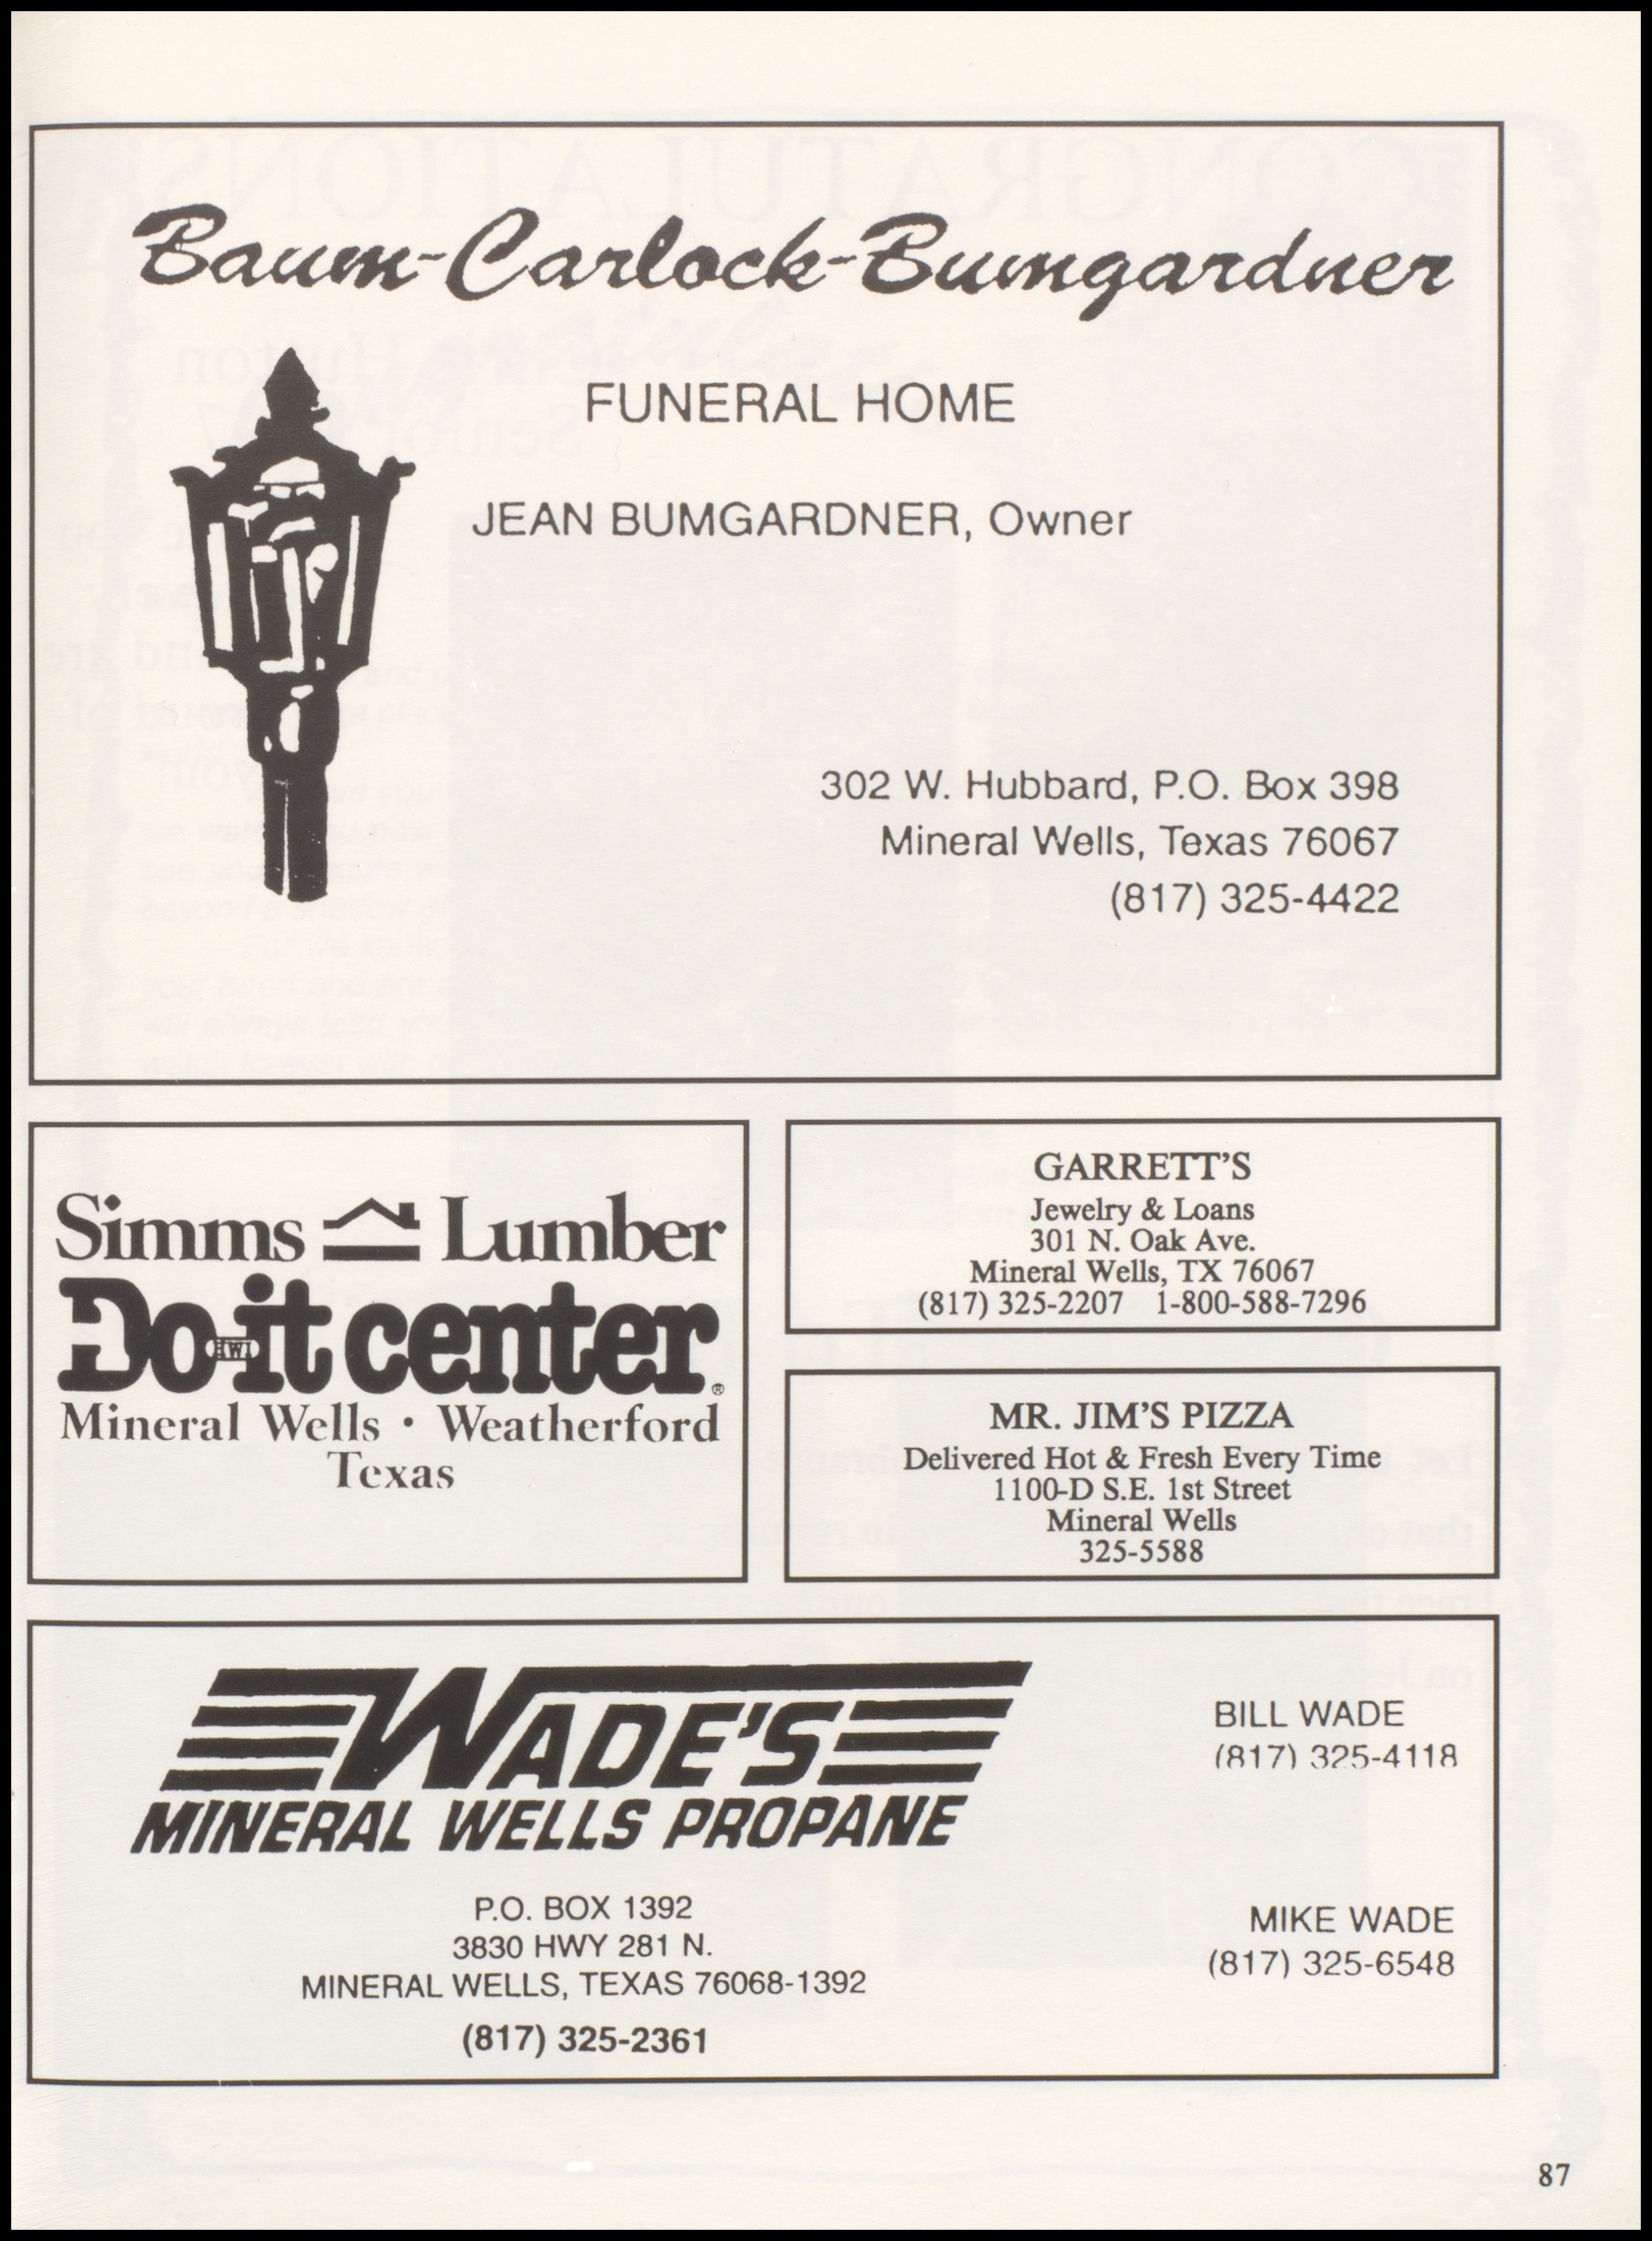 Baum-Carlock-Bumgardner
FUNERAL HOME
JEAN BUMGARDNER, Owner
302 W. Hubbard, P.O. Box 398
Mineral Wells, Texas 76067
(817) 325-4422
Simms Lumber
Do it center®
HWI
Mineral Wells • Weatherford
Texas
GARRETT'S
Jewelry & Loans
301 N. Oak Ave.
Mineral Wells, TX 76067
(817) 325-2207 1-800-588-7296
MR. JIM'S PIZZA
Delivered Hot & Fresh Every Time
1100-D S.E. 1st Street
Mineral Wells
325-5588
WADE'S
MINERAL WELLS PROPANE
P.O. BOX 1392
3830 HWY 281 N.
MINERAL WELLS, TEXAS 76068-1392
(817) 325-2361
BILL WADE
(817) 325-4118
MIKE WADE
(817) 325-6548
87